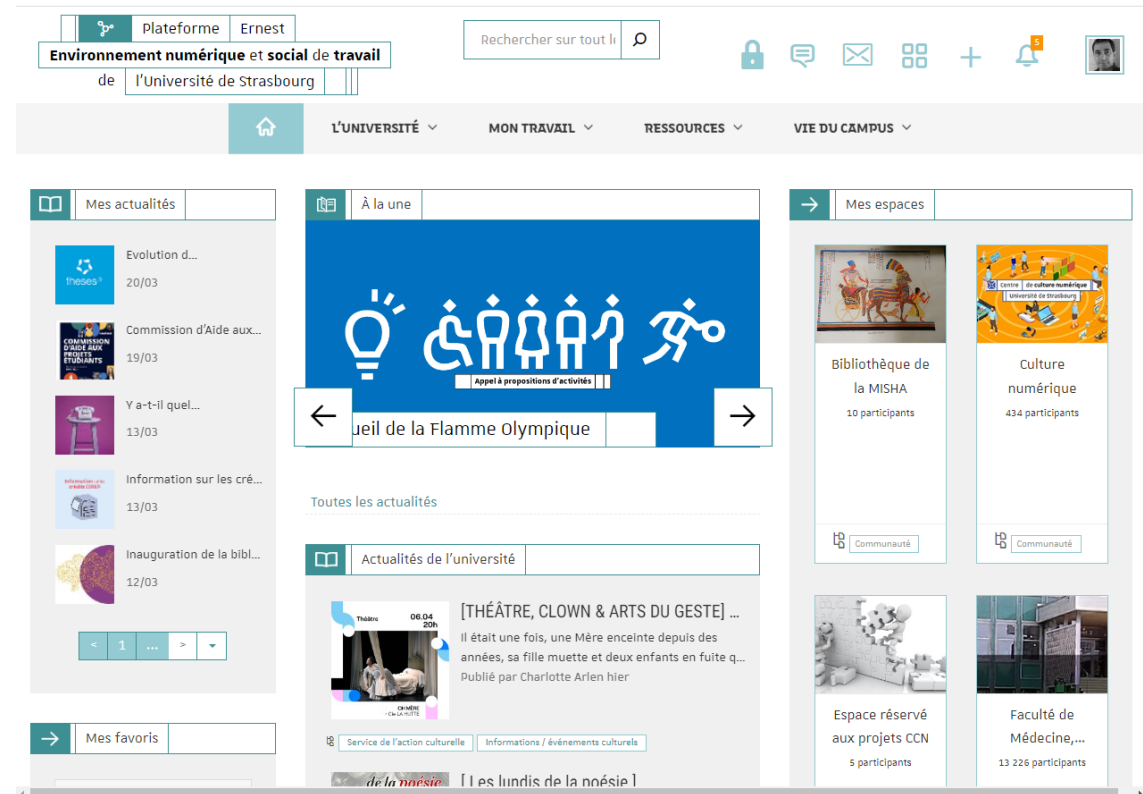 Plateforme Ernest
Environnement numérique et social de travail
de l'Université de Strasbourg
Rechercher sur tout l
5
L'UNIVERSITÉ
MON TRAVAIL
RESSOURCES
VIE DU CAMPUS
Mes actualités
theses
Evolution d...
20/03
COMMISSION
D'AIDE AUX
PROJETS
ÉTUDIANTS
Commission d'Aide aux...
19/03
Y a-t-il quel...
13/03
Information sur les cré...
13/03
Inauguration de la bibl...
12/03
< 1 ... >
Mes favoris
À la une
Appel à propositions d'activités
ueil de la Flamme Olympique
Toutes les actualités
Actualités de l'université
Théâtre
06.04
20h
OH MÈRE
[THÉÂTRE, CLOWN & ARTS DU GESTE] ...
Il était une fois, une Mère enceinte depuis des
années, sa fille muette et deux enfants en fuite q...
Publié par Charlotte Arlen hier
Service de l'action culturelle
Informations / événements culturels
de la poésie
[ Les lundis de la poésie ]
Mes espaces
Bibliothèque de
la MISHA
10 participants
Communauté
Centre de culture numérique
Université de Strasbourg
Culture
numérique
434 participants
Communauté
Espace réservé
aux projets CCN
5 participants
Faculté de
Médecine,...
13 226 participants